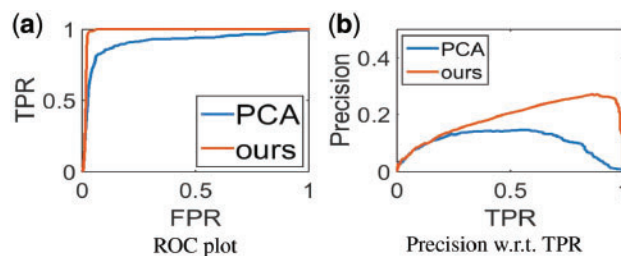 (a)
1
0.5
0
TPR
PCA
ours
0 0.5 1
FPR
ROC plot
(b)
0.4
0.2
0
Precision
PCA
ours
0 0.5 1
TPR
Precision w.r.t. TPR